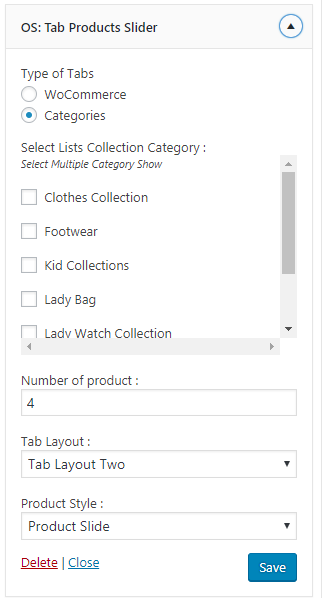 OS: Tab Products Slider
Type of Tabs
WoCommerce
Categories
Select Lists Collection Category :
Select Multiple Category Show
Clothes Collection
Footwear
Kid Collections
Lady Bag
Lady Watch Collection
Number of product :
4
Tab Layout :
Tab Layout Two
Product Style :
Product Slide
Delete | Close
Save